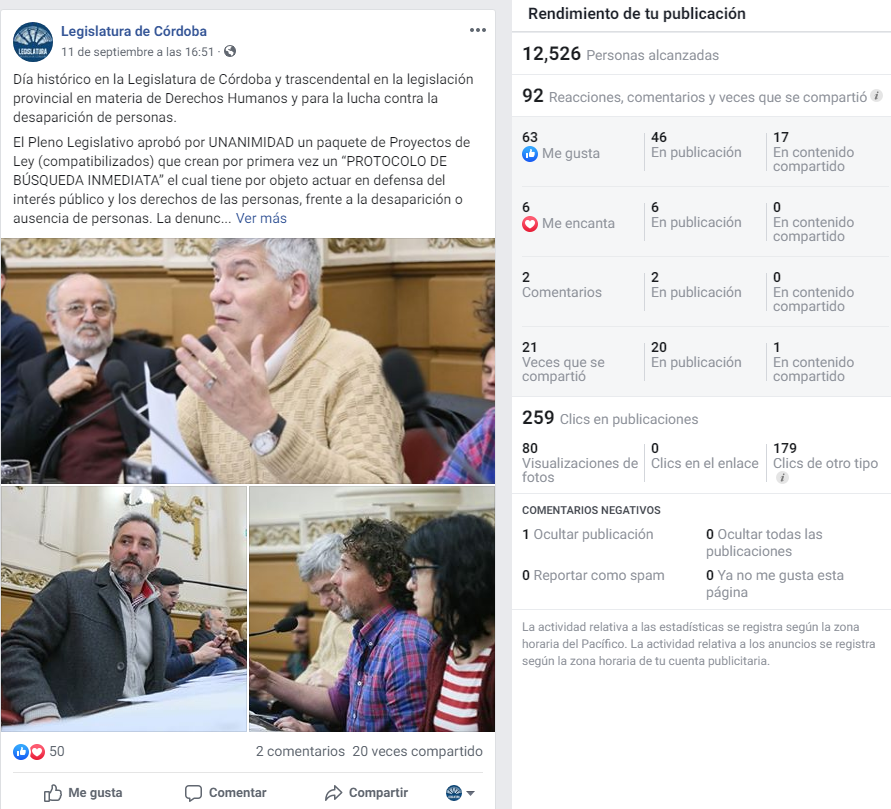 Legislatura de Córdoba
11 de septiembre a las 16:51 ·
LEGISLATURA
Día histórico en la Legislatura de Córdoba y trascendental en la legislación
provincial en materia de Derechos Humanos y para la lucha contra la
desaparición de personas.
El Pleno Legislativo aprobó por UNANIMIDAD un paquete de Proyectos de
Ley (compatibilizados) que crean por primera vez un “PROTOCOLO DE
BÚSQUEDA INMEDIATA” el cual tiene por objeto actuar en defensa del
interés público y los derechos de las personas, frente a la desaparición o
ausencia de personas. La denunc... Ver más
50
2 comentarios 20 veces compartido
Me gusta
Comentar
Compartir
Rendimiento de tu publicación
12,526 Personas alcanzadas
92 Reacciones, comentarios y veces que se compartió
63
Me gusta
46
En publicación
17
En contenido
compartido
6
Me encanta
6
En publicación
0
En contenido
compartido
2
Comentarios
2
En publicación
0
En contenido
compartido
21
Veces que se
compartió
20
En publicación
1
En contenido
compartido
259 Clics en publicaciones
80
Visualizaciones de
fotos
0
Clics en el enlace
179
Clics de otro tipo
COMENTARIOS NEGATIVOS
1 Ocultar publicación
0 Ocultar todas las
publicaciones
0 Reportar como spam
0 Ya no me gusta esta
página
La actividad relativa a las estadísticas se registra según la zona
horaria del Pacífico. La actividad relativa a los anuncios se registra
según la zona horaria de tu cuenta publicitaria.